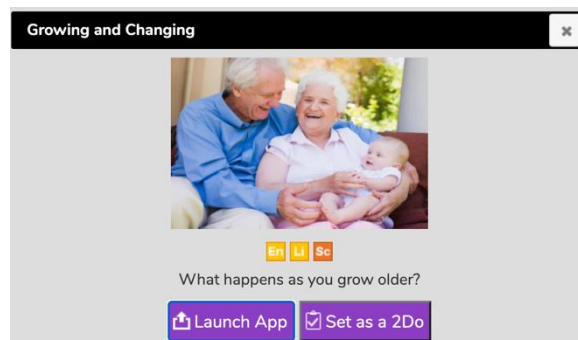 Growing and Changing
En Li Sc
What happens as you grow older?
Launch App Set as a 2Do